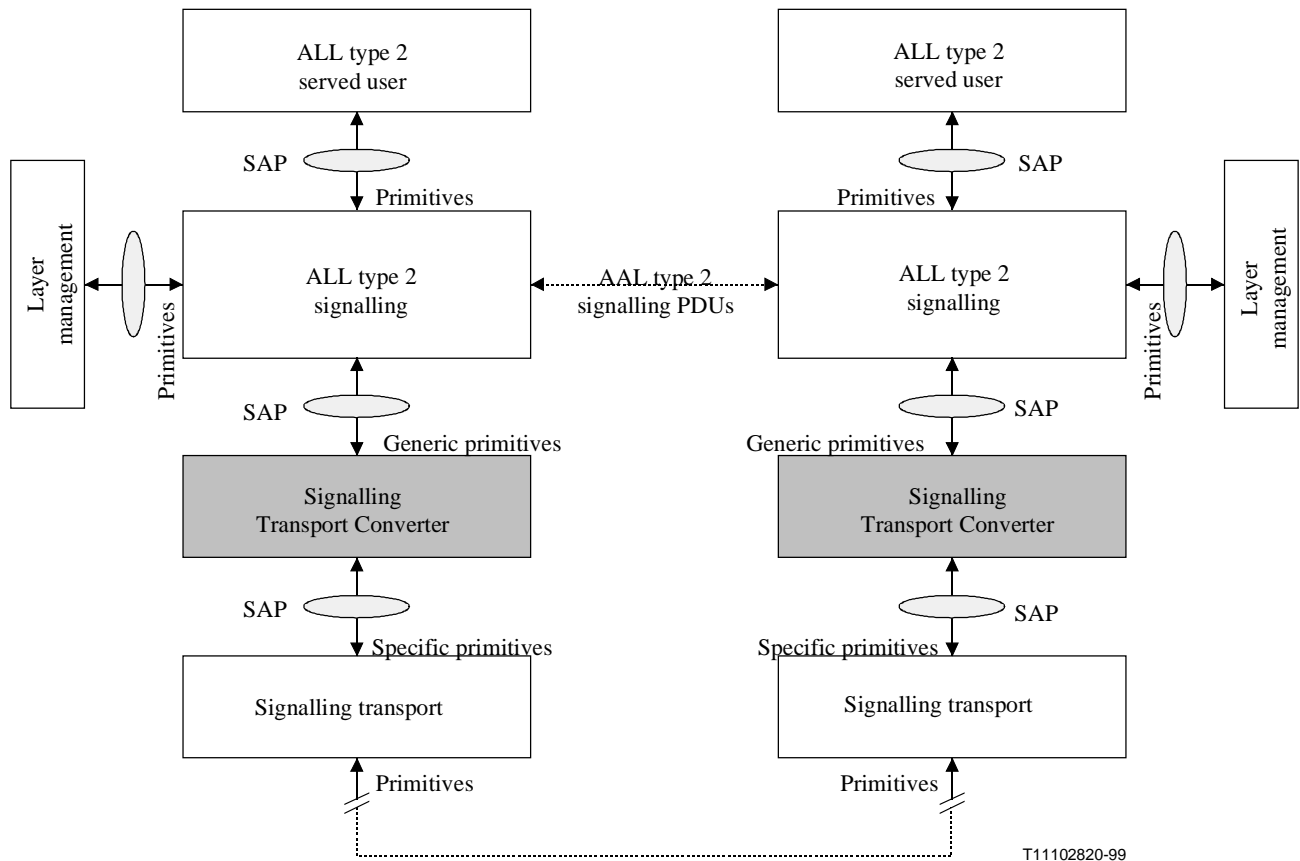 ALL type 2
served user
ALL type 2
served user
SAP
SAP
Primitives
Primitives
Layer
management
Primitives
ALL type 2
signalling
AAL type 2
signalling PDUs
ALL type 2
signalling
Primitives
Layer
management
SAP
SAP
Generic primitives
Generic primitives
Signalling
Transport Converter
Signalling
Transport Converter
SAP
SAP
Specific primitives
Specific primitives
Signalling transport
Signalling transport
Primitives
Primitives
T11102820-99